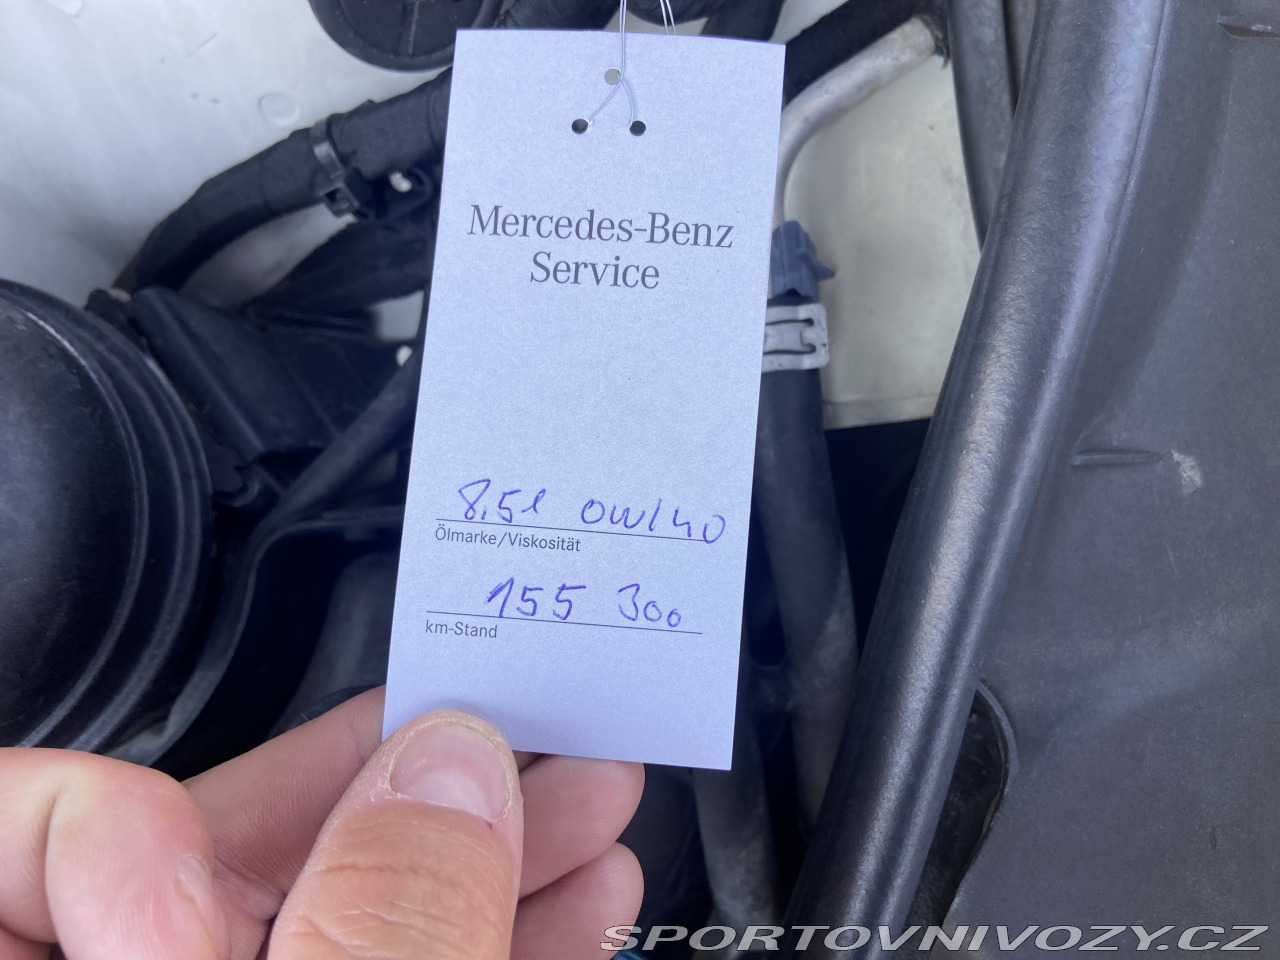 Mercedes-Benz
Service
8,5l 0W/40
Ölmarke/Viskosität
155 300
km-Stand
SPORTOVNIVOZY.CZ